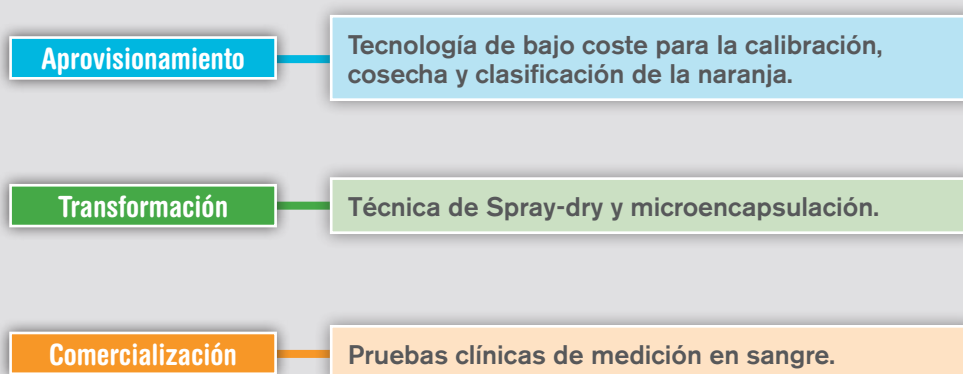 Aprovisionamiento
Tecnología de bajo coste para la calibración,
cosecha y clasificación de la naranja.
Transformación
Técnica de Spray-dry y microencapsulación.
Comercialización
Pruebas clínicas de medición en sangre.